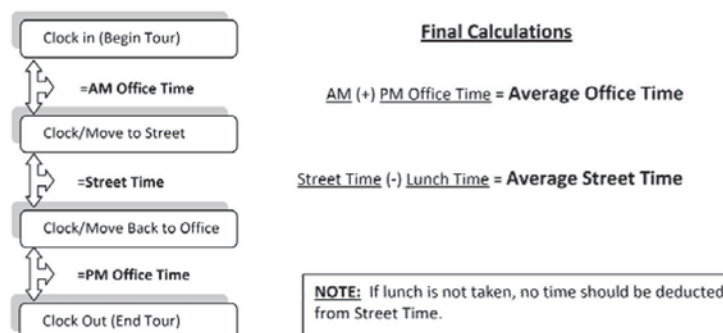 Clock in (Begin Tour)
=AM Office Time
Clock/Move to Street
=Street Time
Clock/Move Back to Office
=PM Office Time
Clock Out (End Tour)
Final Calculations
AM (+) PM Office Time = Average Office Time
Street Time (-) Lunch Time = Average Street Time
NOTE: If lunch is not taken, no time should be deducted
from Street Time.